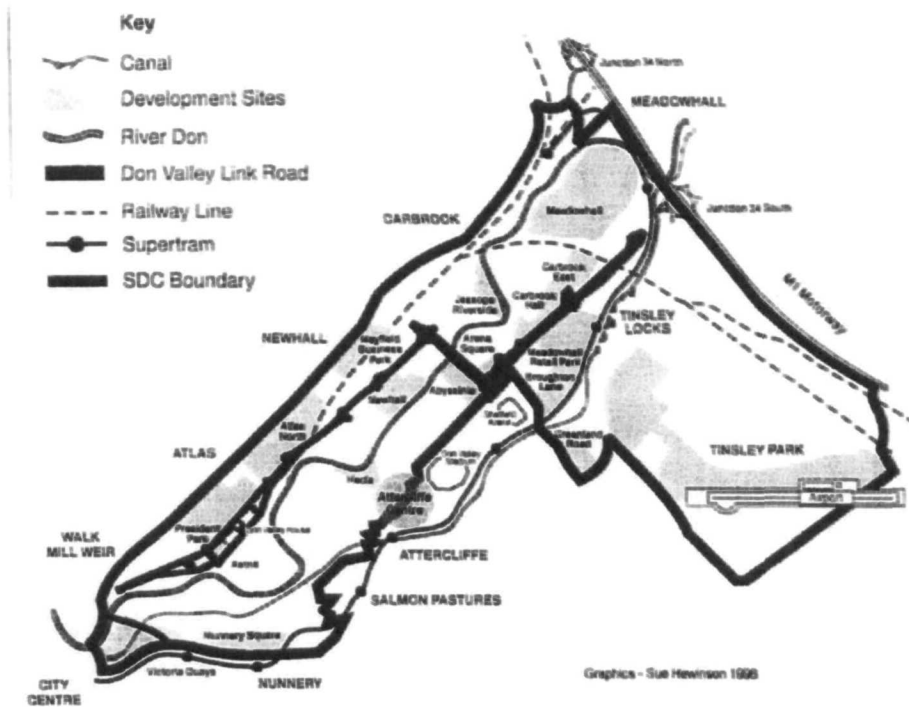 Key
Canal
Development Sites
River Don
Don Valley Link Road
Railway Line
Supertram
SDC Boundary
Junction 34 North
MEADOWHALL
Meadowhall
Junction 34 South
CARBROOK
Carbrook
East
Carbrook
Hall
Jessops
Riverside
TINSLEY
LOCKS
M1 Motorway
NEWHALL
Mayfield
Business
Park
Arena
Square
Meadowhall
Retail Park
Broughton
Lane
Abyssinia
Newhall
Sheffield
Arena
Atlas
North
Greenland
Road
TINSLEY PARK
Airport
ATLAS
Hecla
Don Valley
Stadium
Attercliffe
Centre
President
Park
Don Valley House
WALK
MILL WEIR
ATTERCLIFFE
SALMON PASTURES
Nunnery Square
Victoria Quays
NUNNERY
CITY
CENTRE
Graphics - Sue Hewinson 1996